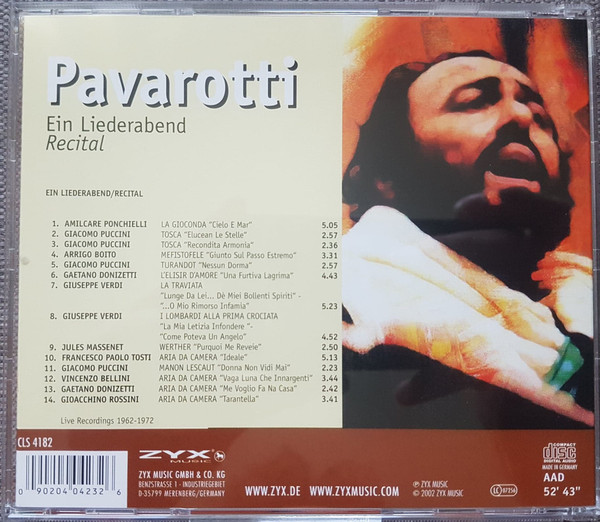 Pavarotti
Ein Liederabend
Recital
EIN LIEDERABEND/RECITAL
1. AMILCARE PONCHIELLI LA GIOCONDA "Cielo E Mar" 5.05
2. GIACOMO PUCCINI TOSCA "Elucean Le Stelle" 2.57
3. GIACOMO PUCCINI TOSCA "Recondita Armonia" 2.36
4. ARRIGO BOITO MEFISTOFELE "Giunto Sul Passo Estremo" 3.31
5. GIACOMO PUCCINI TURANDOT "Nessun Dorma" 2.57
6. GAETANO DONIZETTI L'ELISIR D'AMORE "Una Furtiva Lagrima" 4.43
7. GIUSEPPE VERDI LA TRAVIATA
"Lunge Da Lei... Dè Miei Bollenti Spiriti" -
"...O Mio Rimorso Infamia" 5.23
8. GIUSEPPE VERDI I LOMBARDI ALLA PRIMA CROCIATA
"La Mia Letizia Infondere "-
"Come Poteva Un Angelo" 4.52
9. JULES MASSENET WERTHER "Purquoi Me Reveie" 2.50
10. FRANCESCO PAOLO TOSTI ARIA DA CAMERA "Ideale" 5.13
11. GIACOMO PUCCINI MANON LESCAUT "Donna Non Vidi Mai" 2.23
12. VINCENZO BELLINI ARIA DA CAMERA "Vaga Luna Che Innargenti" 3.44
13. GAETANO DONIZETTI ARIA DA CAMERA "Me Voglio Fa Na Casa" 2.42
14. GIOACCHINO ROSSINI ARIA DA CAMERA "Tarantella" 3.41
Live Recordings 1962-1972
CLS 4182
0 90204 04232 6
ZYX
MUSIC
ZYX MUSIC GMBH & CO. KG
BENZSTRASSE 1 - INDUSTRIEGEBIET
D-35799 MERENBERG/GERMANY
WWW.ZYX.DE WWW.ZYXMUSIC.COM
℗ ZYX MUSIC
© 2002 ZYX MUSIC
LC 07256
COMPACT
disc
DIGITAL AUDIO
MADE IN GERMANY
AAD
52' 43"